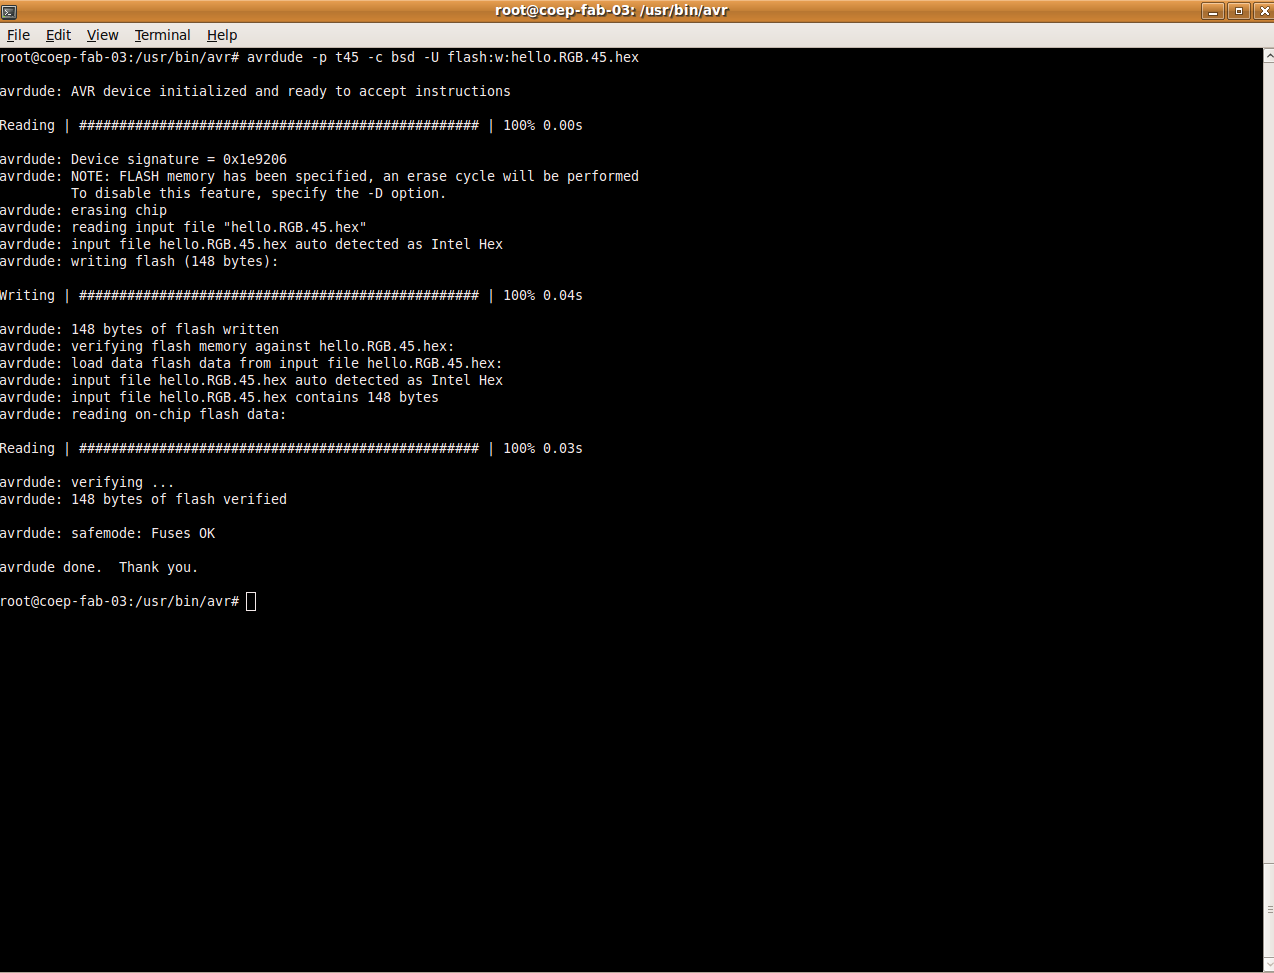 root@coep-fab-03: /usr/bin/avr
File Edit View Terminal Help
root@coep-fab-03:/usr/bin/avr# avrdude -p t45 -c bsd -U flash:w:hello.RGB.45.hex
avrdude: AVR device initialized and ready to accept instructions
Reading | ################################################## | 100% 0.00s
avrdude: Device signature = 0x1e9206
avrdude: NOTE: FLASH memory has been specified, an erase cycle will be performed
To disable this feature, specify the -D option.
avrdude: erasing chip
avrdude: reading input file "hello.RGB.45.hex"
avrdude: input file hello.RGB.45.hex auto detected as Intel Hex
avrdude: writing flash (148 bytes):
Writing | ################################################## | 100% 0.04s
avrdude: 148 bytes of flash written
avrdude: verifying flash memory against hello.RGB.45.hex:
avrdude: load data flash data from input file hello.RGB.45.hex:
avrdude: input file hello.RGB.45.hex auto detected as Intel Hex
avrdude: input file hello.RGB.45.hex contains 148 bytes
avrdude: reading on-chip flash data:
Reading | ################################################## | 100% 0.03s
avrdude: verifying ...
avrdude: 148 bytes of flash verified
avrdude: safemode: Fuses OK
avrdude done.  Thank you.
root@coep-fab-03:/usr/bin/avr#